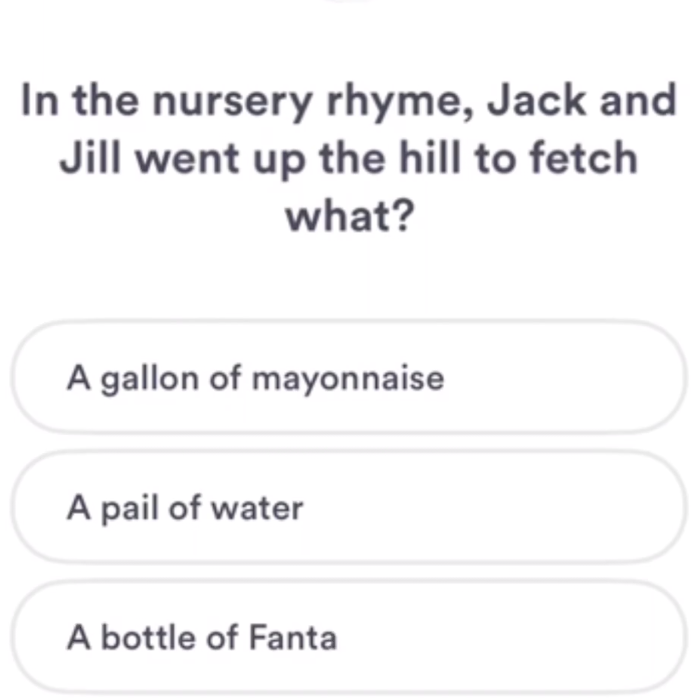 In the nursery rhyme, Jack and
Jill went up the hill to fetch
what?
A gallon of mayonnaise
A pail of water
A bottle of Fanta